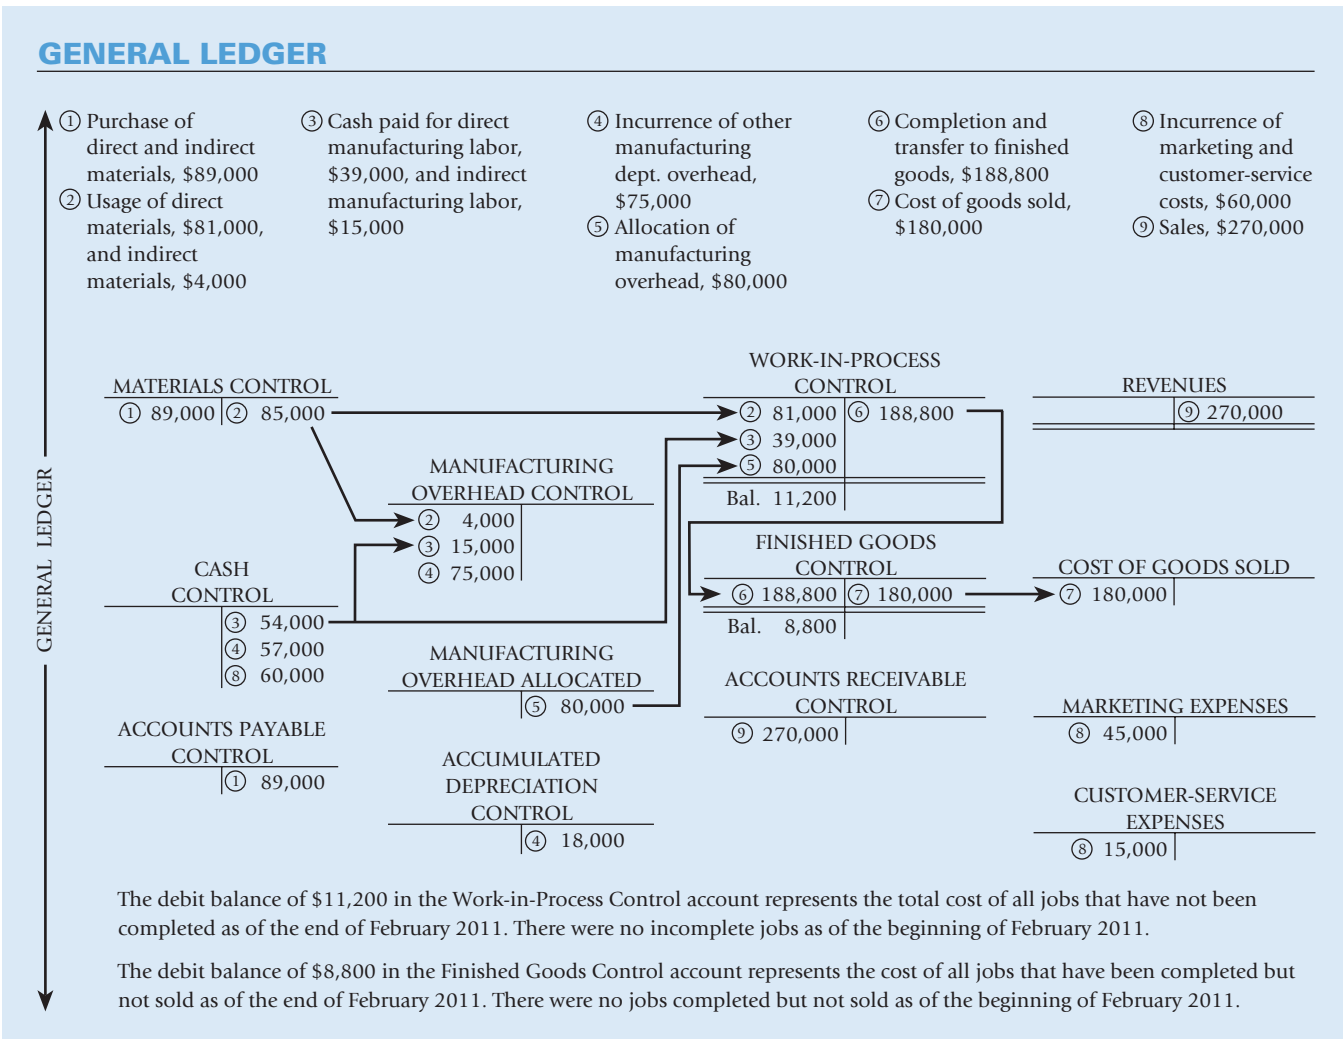 GENERAL LEDGER
① Purchase of
direct and indirect
materials, $89,000
② Usage of direct
materials, $81,000,
and indirect
materials, $4,000
③ Cash paid for direct
manufacturing labor,
$39,000, and indirect
manufacturing labor,
$15,000
④ Incurrence of other
manufacturing
dept. overhead,
$75,000
⑤ Allocation of
manufacturing
overhead, $80,000
⑥ Completion and
transfer to finished
goods, $188,800
⑦ Cost of goods sold,
$180,000
⑧ Incurrence of
marketing and
customer-service
costs, $60,000
⑨ Sales, $270,000
GENERAL LEDGER
MATERIALS CONTROL
① 89,000 ② 85,000
CASH
CONTROL
③ 54,000
④ 57,000
⑧ 60,000
ACCOUNTS PAYABLE
CONTROL
① 89,000
MANUFACTURING
OVERHEAD CONTROL
② 4,000
③ 15,000
④ 75,000
MANUFACTURING
OVERHEAD ALLOCATED
⑤ 80,000
ACCUMULATED
DEPRECIATION
CONTROL
④ 18,000
WORK-IN-PROCESS
CONTROL
② 81,000 ⑥ 188,800
③ 39,000
⑤ 80,000
Bal. 11,200
FINISHED GOODS
CONTROL
⑥ 188,800 ⑦ 180,000
Bal. 8,800
ACCOUNTS RECEIVABLE
CONTROL
⑨ 270,000
REVENUES
⑨ 270,000
COST OF GOODS SOLD
⑦ 180,000
MARKETING EXPENSES
⑧ 45,000
CUSTOMER-SERVICE
EXPENSES
⑧ 15,000
The debit balance of $11,200 in the Work-in-Process Control account represents the total cost of all jobs that have not been
completed as of the end of February 2011. There were no incomplete jobs as of the beginning of February 2011.
The debit balance of $8,800 in the Finished Goods Control account represents the cost of all jobs that have been completed but
not sold as of the end of February 2011. There were no jobs completed but not sold as of the beginning of February 2011.